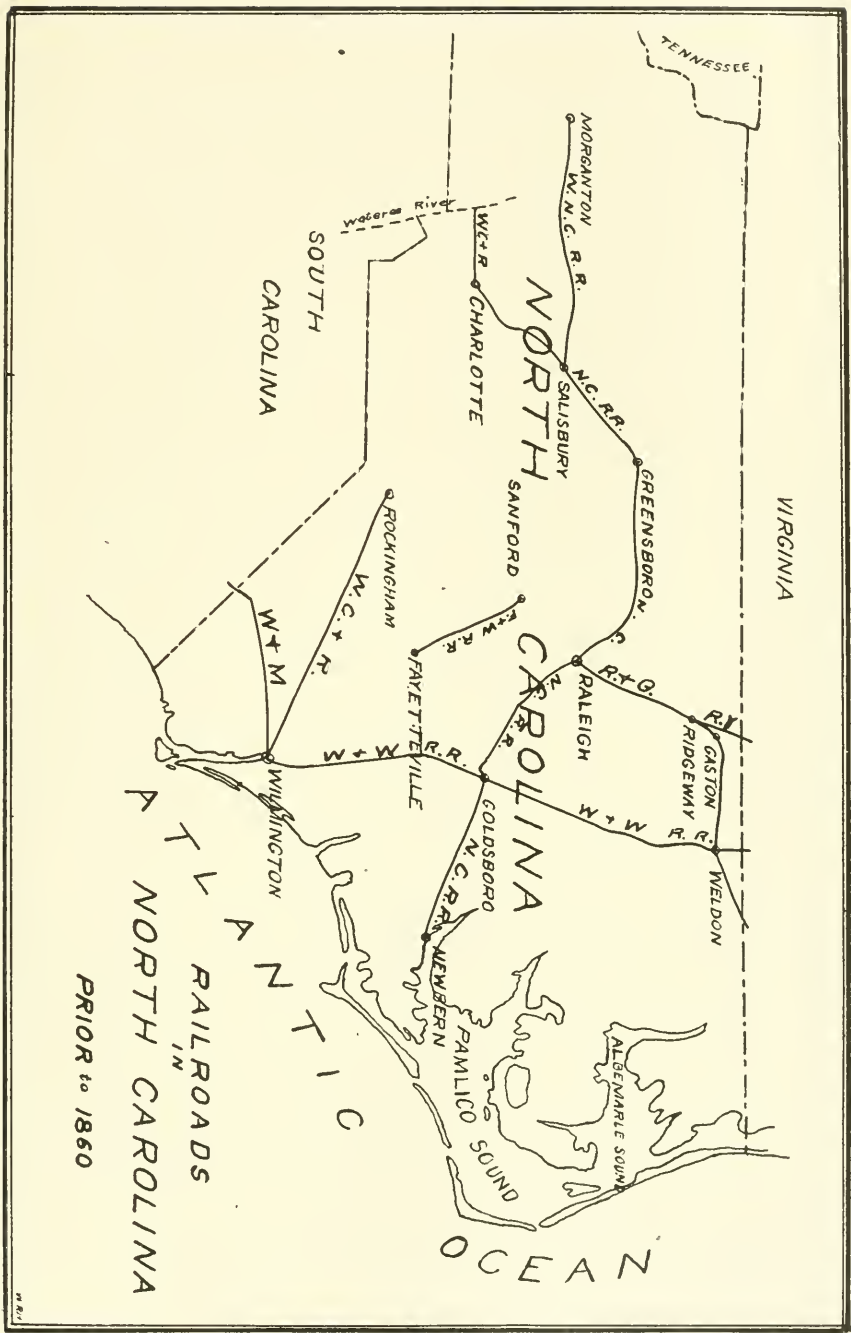 TENNESSEE
VIRGINIA
MORGANTON
W. N. C. R. R.
Wateree River
W C + R
CHARLOTTE
SOUTH
CAROLINA
NORTH
CAROLINA
SALISBURY
N. C. R.R.
GREENSBORO
N. C.
R. R.
SANFORD
F. + W. R. R.
ROCKINGHAM
W. C. + R.
W + M
FAYETTEVILLE
RALEIGH
R. + G.
RIDGEWAY
GASTON
W + W R. R.
W + W R. R.
WELDON
GOLDSBORO
N. C. R. R.
NEWBERN
WILMINGTON
PAMLICO SOUND
ALBEMARLE SOUND
ATLANTIC
OCEAN
RAILROADS
IN
NORTH CAROLINA
PRIOR to 1860